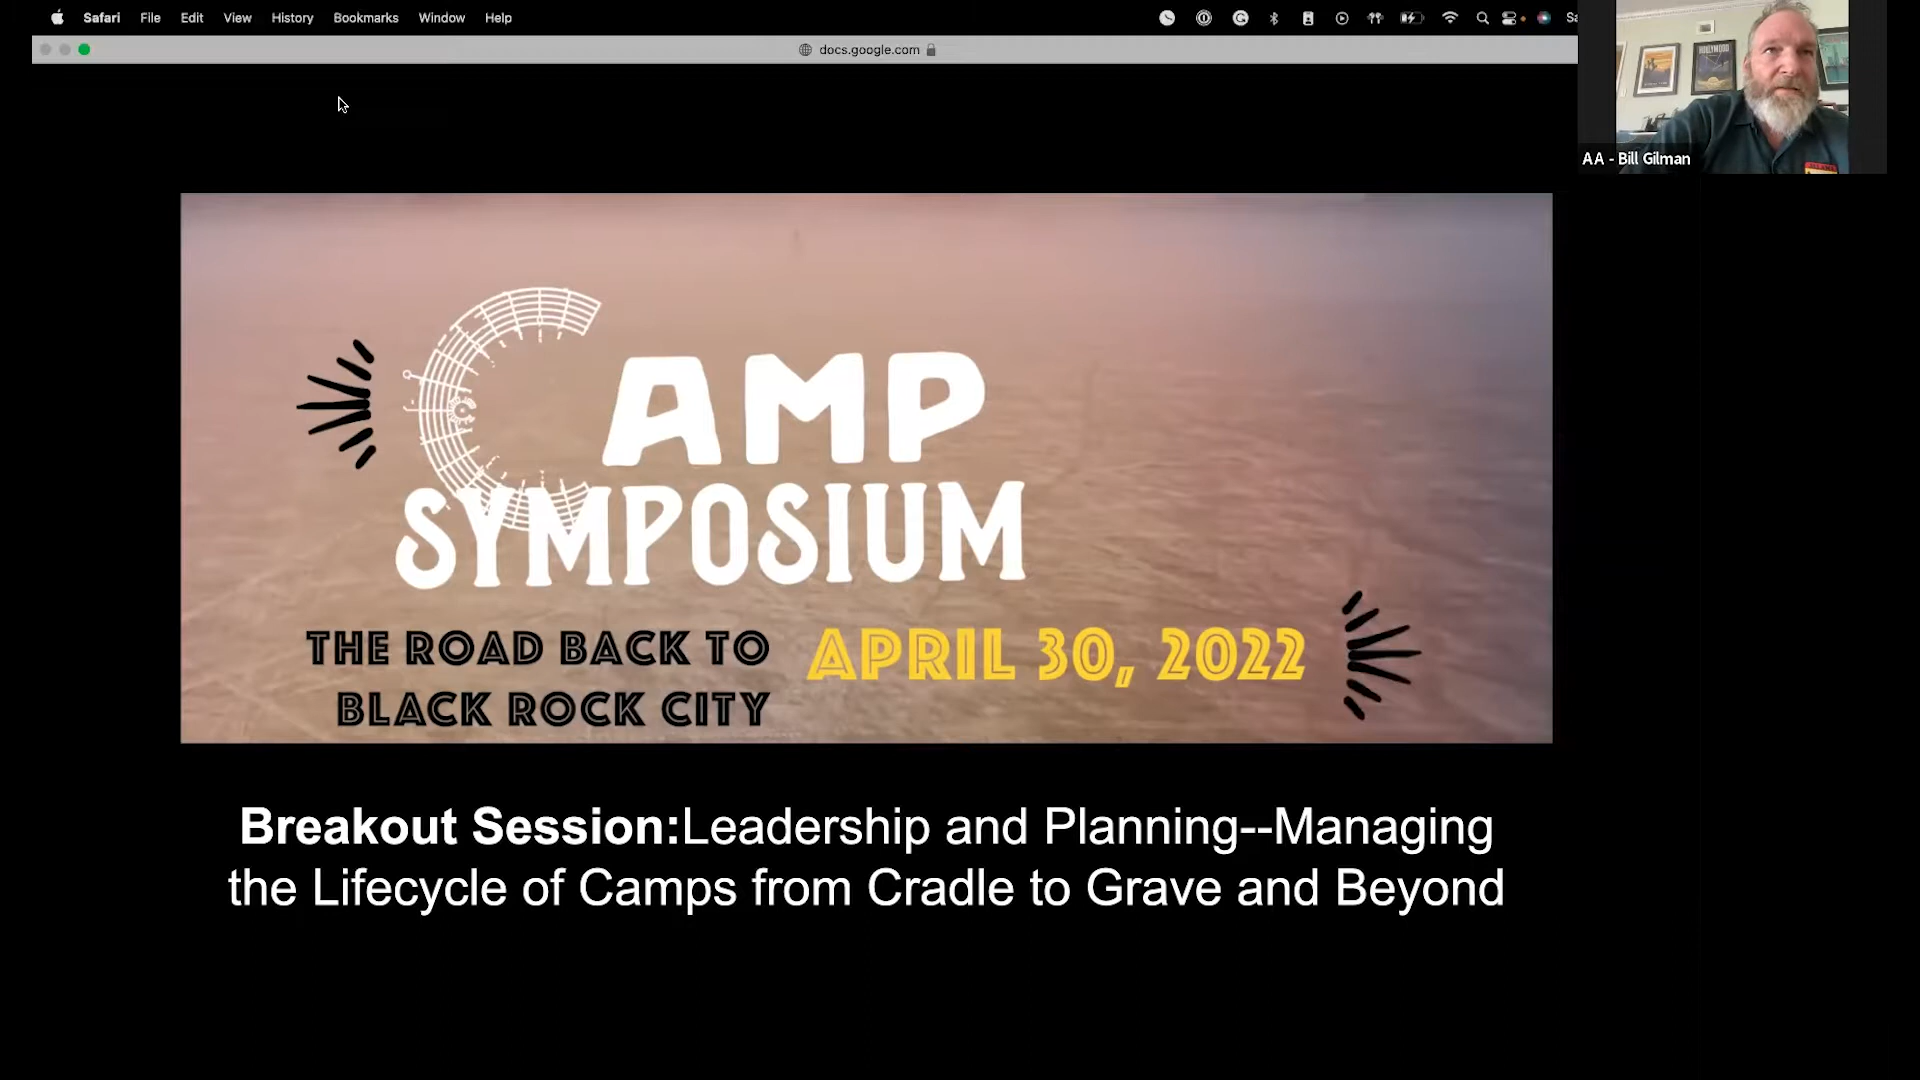 Safari File Edit View History Bookmarks Window Help
Sa
docs.google.com
HOLLYWOOD
AA - Bill Gilman
CAMP
SYMPOSIUM
THE ROAD BACK TO
BLACK ROCK CITY
APRIL 30, 2022
Breakout Session:Leadership and Planning--Managing
the Lifecycle of Camps from Cradle to Grave and Beyond